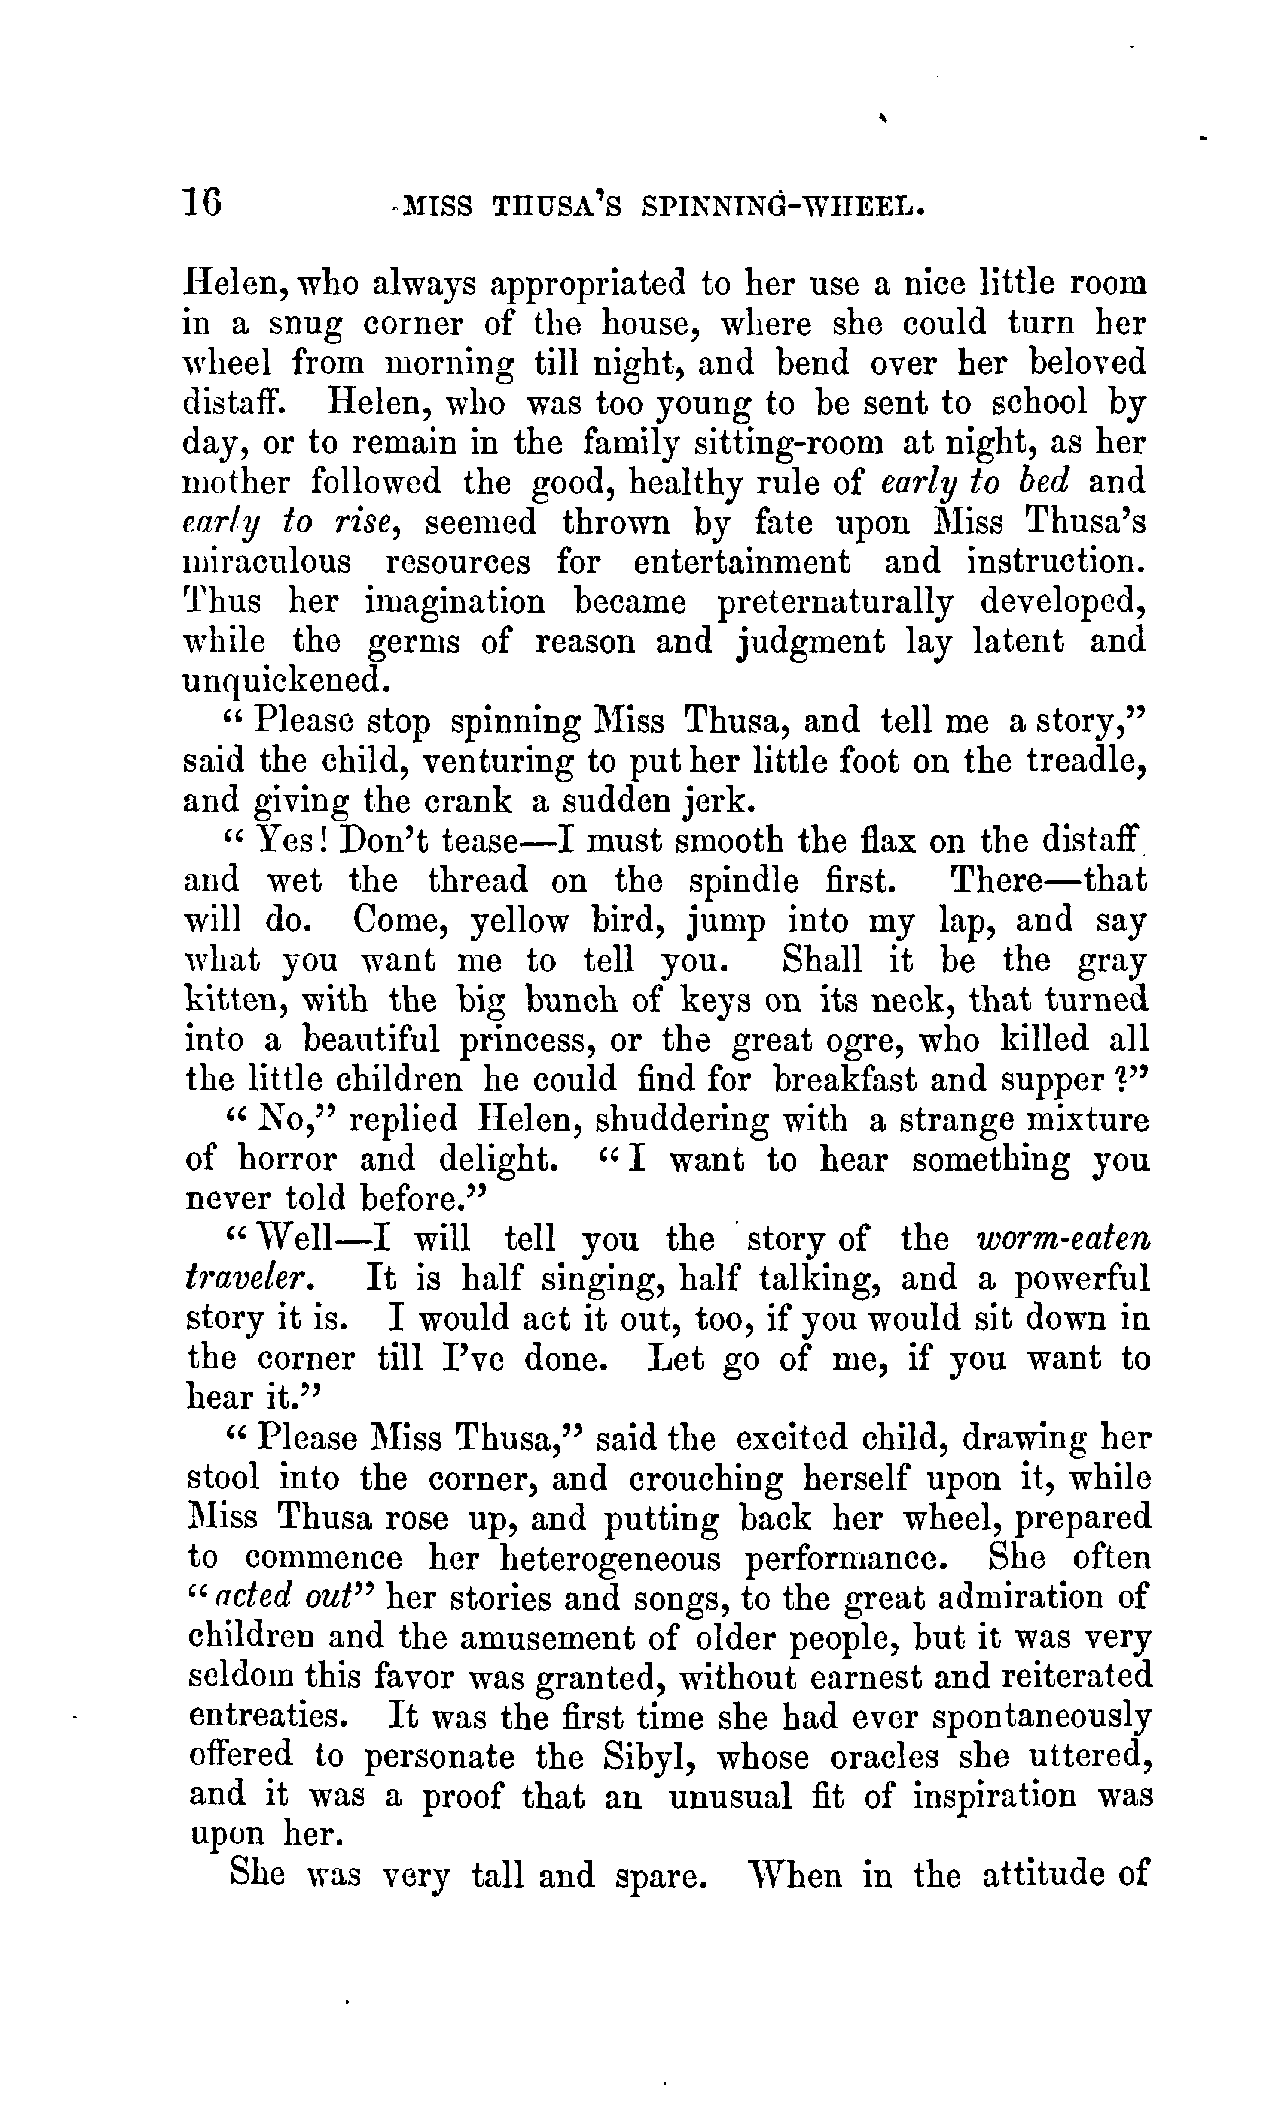 16 MISS THUSA'S SPINNING-WHEEL.
Helen, who always appropriated to her use a nice little room
in a snug corner of the house, where she could turn her
wheel from morning till night, and bend over her beloved
distaff. Helen, who was too young to be sent to school by
day, or to remain in the family sitting-room at night, as her
mother followed the good, healthy rule of early to bed and
early to rise, seemed thrown by fate upon Miss Thusa's
miraculous resources for entertainment and instruction.
Thus her imagination became preternaturally developed,
while the germs of reason and judgment lay latent and
unquickened.
"Please stop spinning Miss Thusa, and tell me a story,"
said the child, venturing to put her little foot on the treadle,
and giving the crank a sudden jerk.
"Yes! Don't tease—I must smooth the flax on the distaff
and wet the thread on the spindle first. There—that
will do. Come, yellow bird, jump into my lap, and say
what you want me to tell you. Shall it be the gray
kitten, with the big bunch of keys on its neck, that turned
into a beautiful princess, or the great ogre, who killed all
the little children he could find for breakfast and supper?"
"No," replied Helen, shuddering with a strange mixture
of horror and delight. "I want to hear something you
never told before."
"Well—I will tell you the story of the worm-eaten
traveler. It is half singing, half talking, and a powerful
story it is. I would act it out, too, if you would sit down in
the corner till I've done. Let go of me, if you want to
hear it."
"Please Miss Thusa," said the excited child, drawing her
stool into the corner, and crouching herself upon it, while
Miss Thusa rose up, and putting back her wheel, prepared
to commence her heterogeneous performance. She often
"acted out" her stories and songs, to the great admiration of
children and the amusement of older people, but it was very
seldom this favor was granted, without earnest and reiterated
entreaties. It was the first time she had ever spontaneously
offered to personate the Sibyl, whose oracles she uttered,
and it was a proof that an unusual fit of inspiration was
upon her.
She was very tall and spare. When in the attitude of